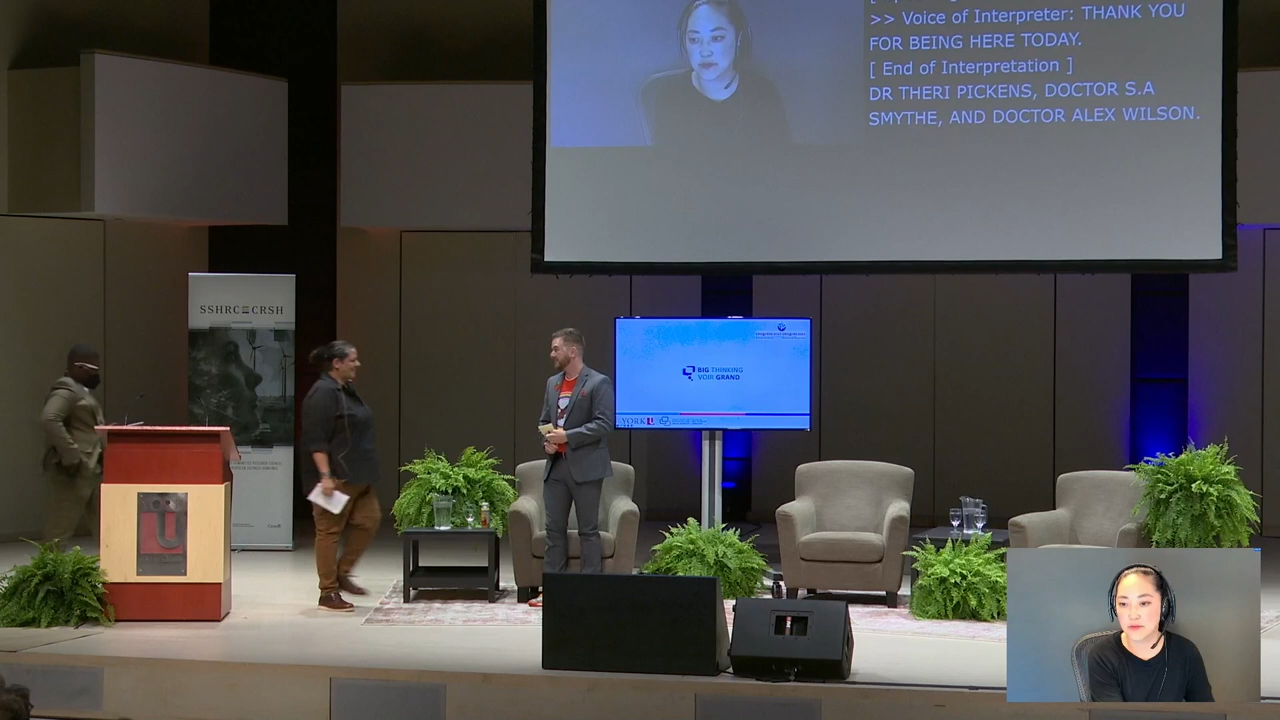 >> Voice of Interpreter: THANK YOU
FOR BEING HERE TODAY.
[ End of Interpretation ]
DR THERI PICKENS, DOCTOR S.A
SMYTHE, AND DOCTOR ALEX WILSON.
SSHRC CRSH
BIG THINKING
VOIR GRAND
YORK U
U